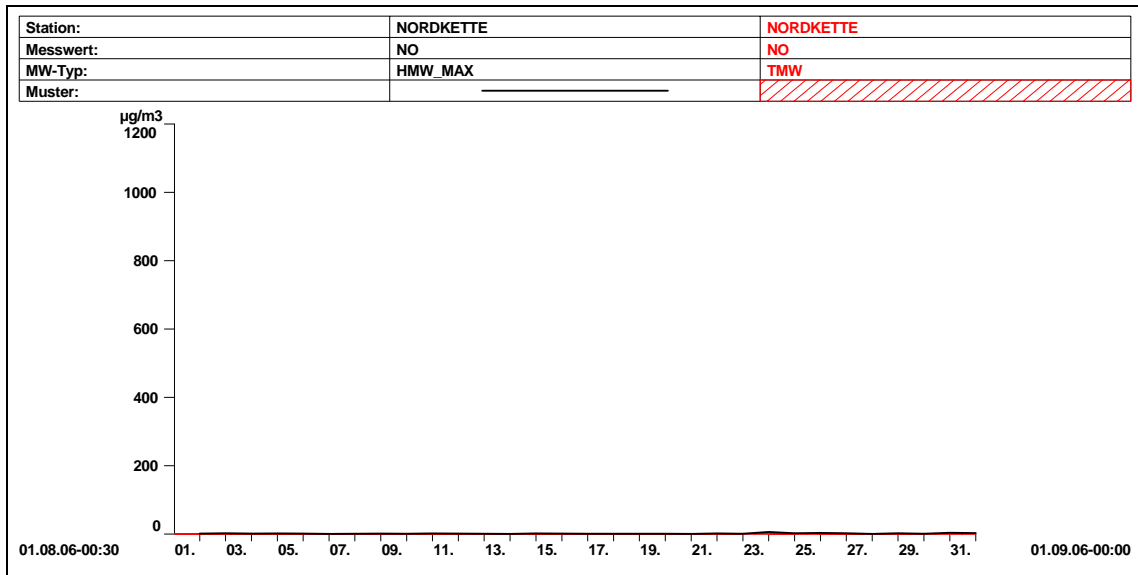 Station: NORDKETTE NORDKETTE
Messwert: NO NO
MW-Typ: HMW_MAX TMW
Muster:
µg/m3
1200
1000
800
600
400
200
0
01.08.06-00:30 01. 03. 05. 07. 09. 11. 13. 15. 17. 19. 21. 23. 25. 27. 29. 31. 01.09.06-00:00